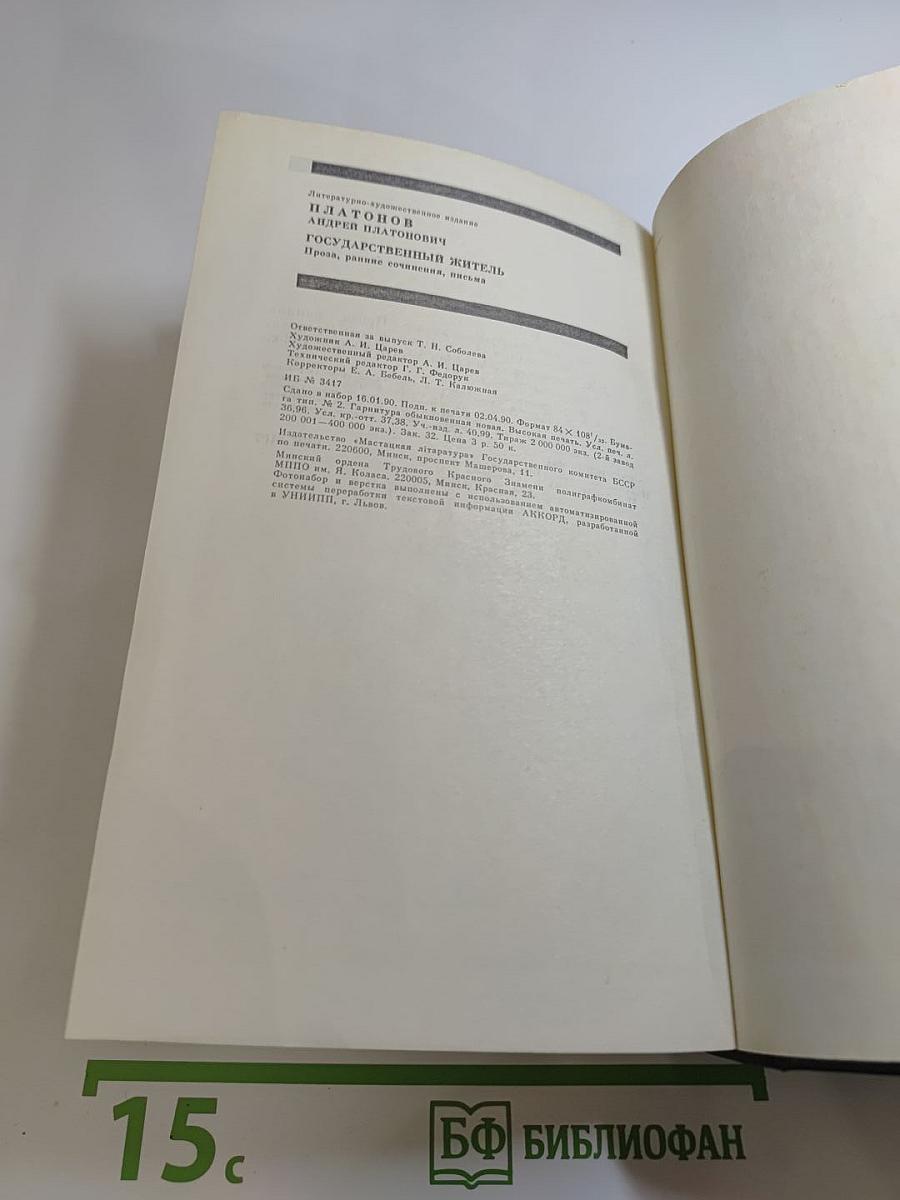 Литературно-художественное издание
ПЛАТОНОВ
АНДРЕЙ ПЛАТОНОВИЧ
ГОСУДАРСТВЕННЫЙ ЖИТЕЛЬ
Проза, ранние сочинения, письма
Ответственная за выпуск Т. Н. Соболева
Художник А. И. Царев
Художественный редактор А. И. Царев
Технический редактор Г. Г. Федорук
Корректоры Е. А. Бебель, Л. Т. Калюжная
ИБ № 3417
Сдано в набор 16.01.90. Подп. к печати 02.04.90. Формат 84 × 108¹/₃₂. Бума-
га тип. № 2. Гарнитура обыкновенная новая. Высокая печать. Усл. печ. л.
36,96. Усл. кр.-отт. 37,38. Уч.-изд. л. 40,99. Тираж 2 000 000 экз. (2-й завод
200 001—400 000 экз.). Зак. 32. Цена 3 р. 50 к.
Издательство «Мастацкая літаратура» Государственного комитета БССР
по печати. 220600, Минск, проспект Машерова, 11.
Минский ордена Трудового Красного Знамени полиграфкомбинат
МППО им. Я. Коласа. 220005, Минск, Красная, 23.
Фотонабор и верстка выполнены с использованием автоматизированной
системы переработки текстовой информации АККОРД, разработанной
в УНИИПП, г. Львов.
15 с
БФ БИБЛИОФАН